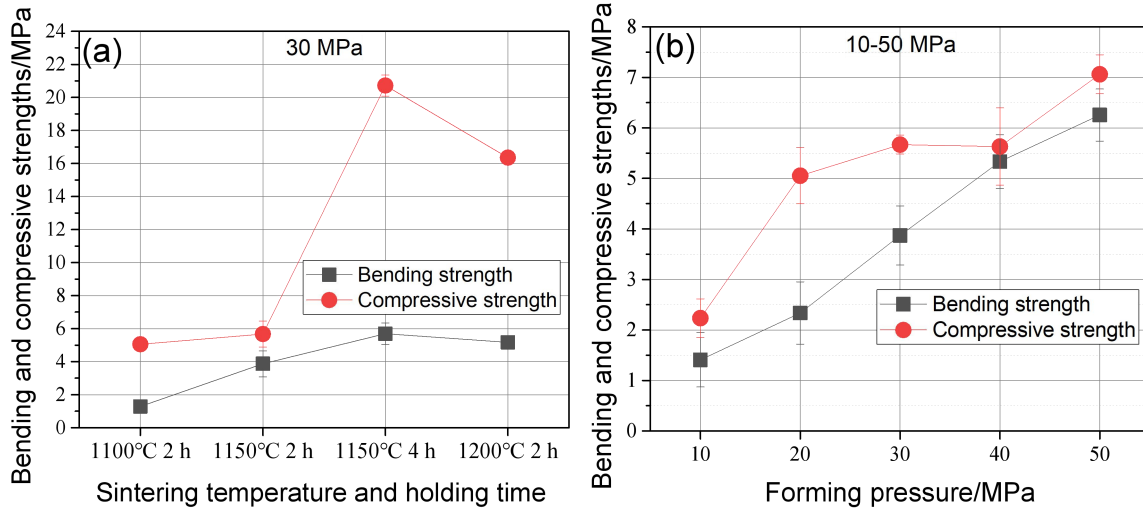 (a)
30 MPa
Bending and compressive strengths/MPa
24
22
20
18
16
14
12
10
8
6
4
2
0
Bending strength
Compressive strength
1100℃ 2 h
1150℃ 2 h
1150℃ 4 h
1200℃ 2 h
Sintering temperature and holding time
(b)
10-50 MPa
Bending and compressive strengths/MPa
8
7
6
5
4
3
2
1
0
Bending strength
Compressive strength
10
20
30
40
50
Forming pressure/MPa